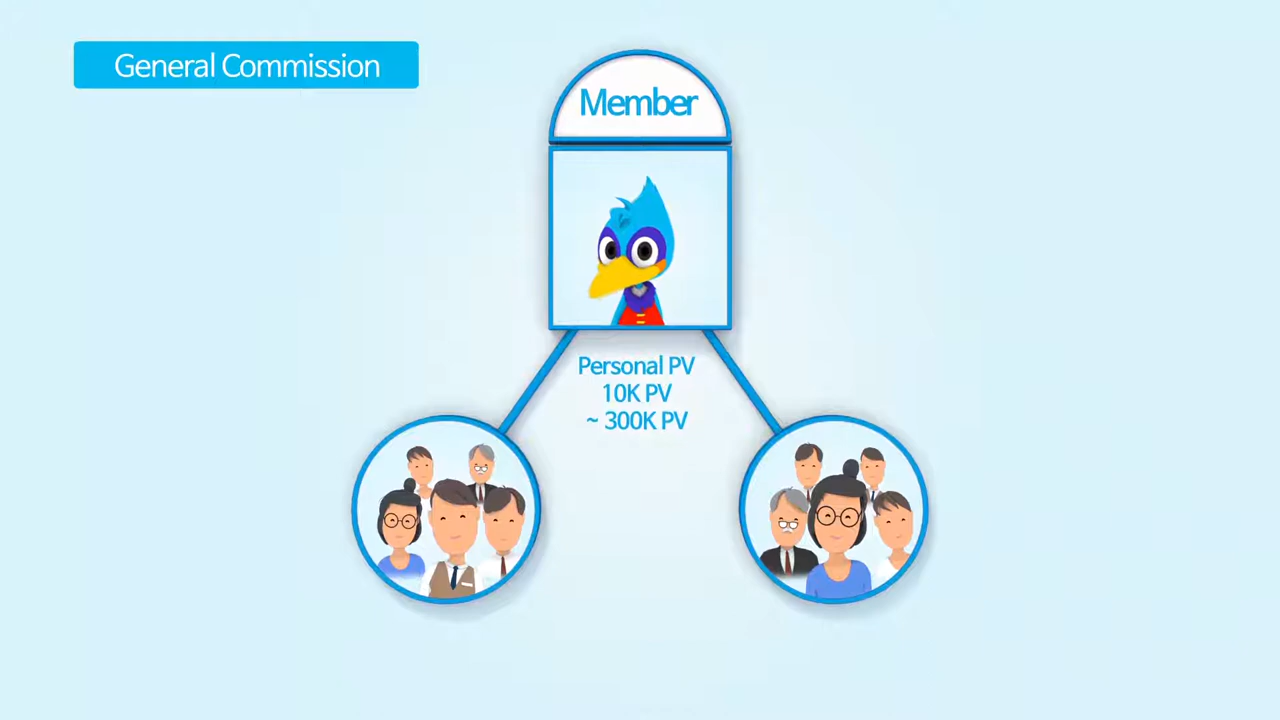 General Commission
Member
Personal PV
10K PV
~ 300K PV